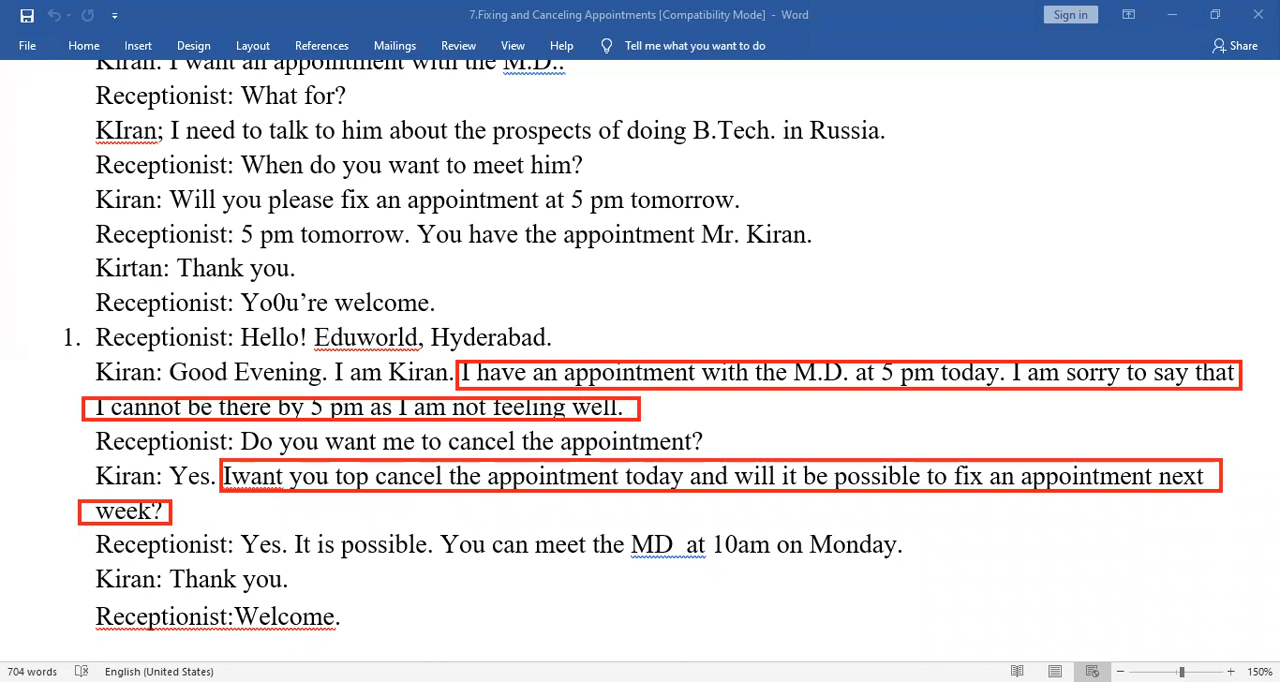 7.Fixing and Canceling Appointments [Compatibility Mode] - Word
Sign in
File Home Insert Design Layout References Mailings Review View Help Tell me what you want to do Share
Kiran: I want an appointment with the M.D..
Receptionist: What for?
KIran; I need to talk to him about the prospects of doing B.Tech. in Russia.
Receptionist: When do you want to meet him?
Kiran: Will you please fix an appointment at 5 pm tomorrow.
Receptionist: 5 pm tomorrow. You have the appointment Mr. Kiran.
Kirtan: Thank you.
Receptionist: Yo0u’re welcome.
1. Receptionist: Hello! Eduworld, Hyderabad.
Kiran: Good Evening. I am Kiran. I have an appointment with the M.D. at 5 pm today. I am sorry to say that
I cannot be there by 5 pm as I am not feeling well.
Receptionist: Do you want me to cancel the appointment?
Kiran: Yes. Iwant you top cancel the appointment today and will it be possible to fix an appointment next
week?
Receptionist: Yes. It is possible. You can meet the MD  at 10am on Monday.
Kiran: Thank you.
Receptionist:Welcome.
704 words English (United States) 150%